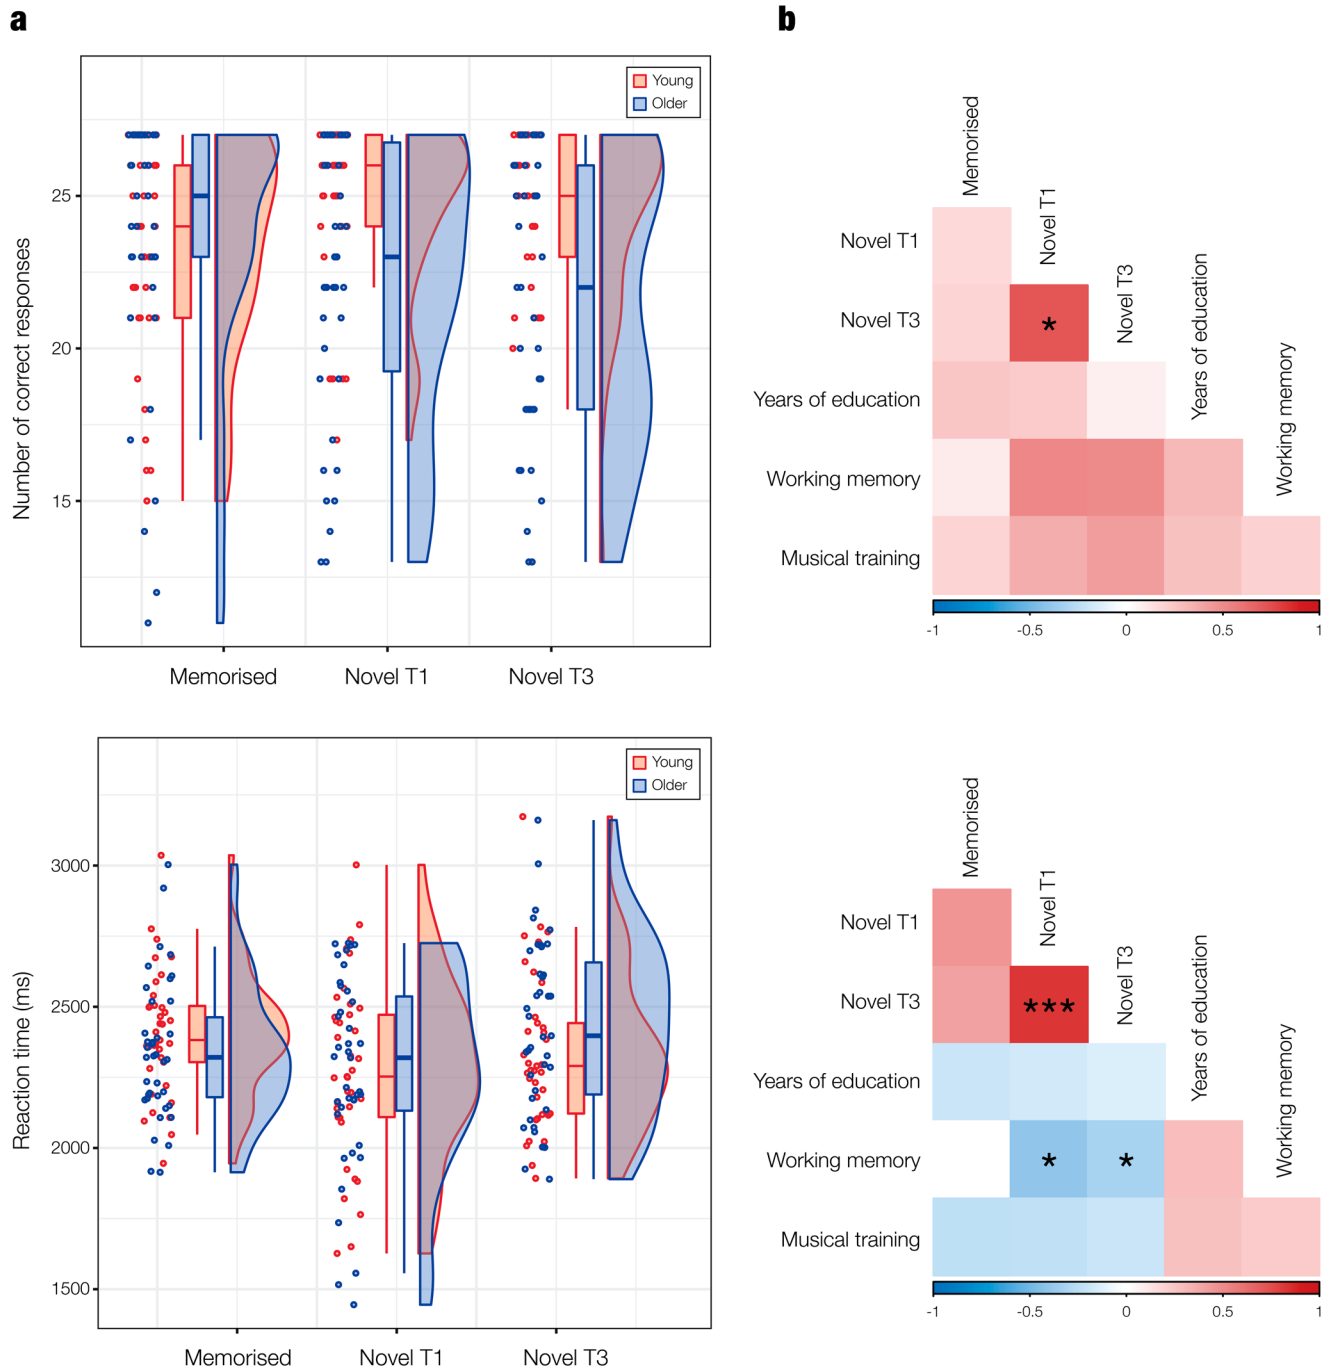 a
b
Young
Older
25
20
15
Number of correct responses
Memorised
Novel T1
Novel T3
Memorised
Novel T1
Novel T3
Years of education
Working memory
Novel T1
Novel T3
*
Years of education
Working memory
Musical training
-1
-0.5
0
0.5
1
Young
Older
3000
2500
2000
1500
Reaction time (ms)
Memorised
Novel T1
Novel T3
Memorised
Novel T1
Novel T3
Years of education
Working memory
Novel T1
Novel T3
***
Years of education
Working memory
* *
Musical training
-1
-0.5
0
0.5
1